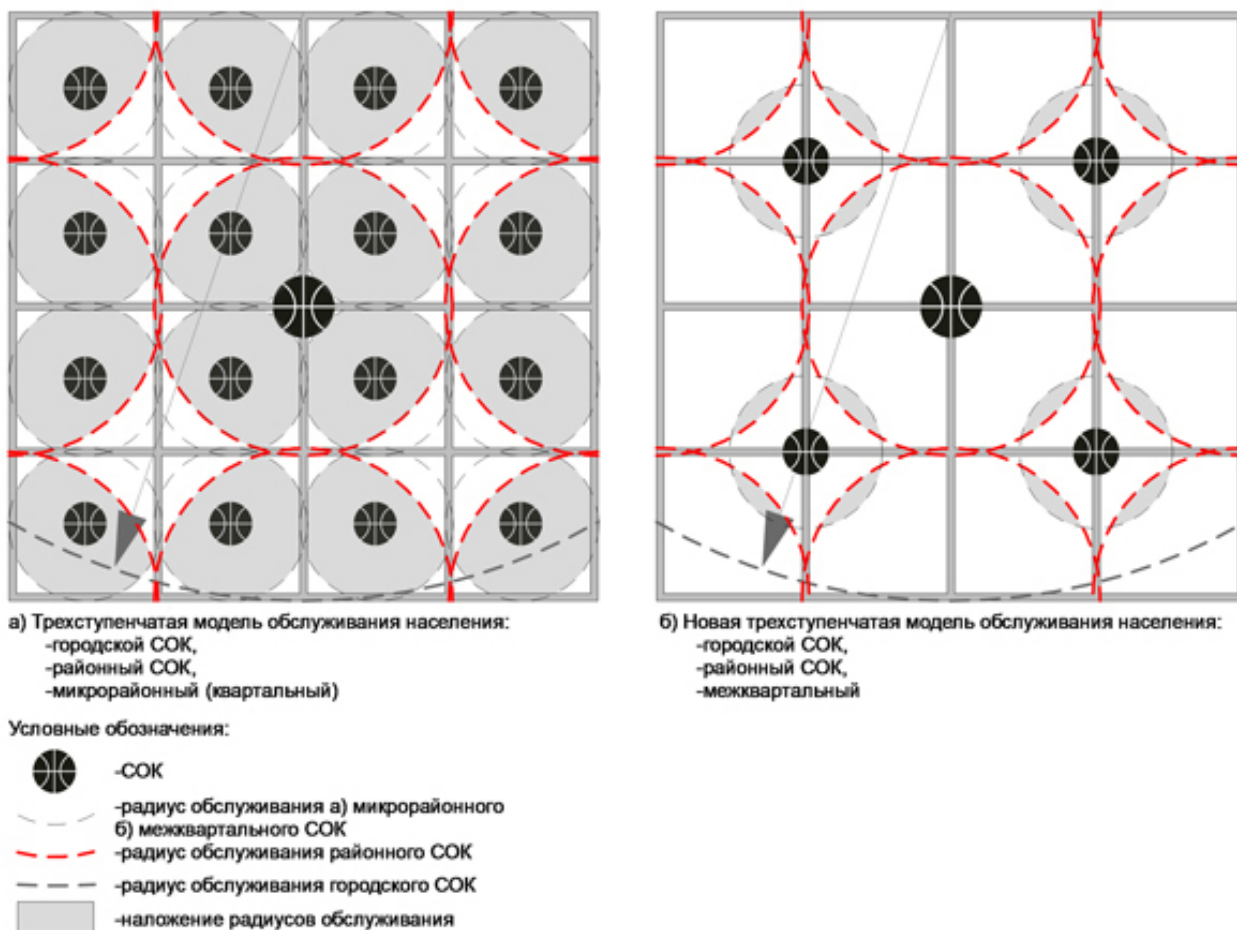 а) Трехступенчатая модель обслуживания населения:
-городской СОК,
-районный СОК,
-микрорайонный (квартальный)
б) Новая трехступенчатая модель обслуживания населения:
-городской СОК,
-районный СОК,
-межквартальный
Условные обозначения:
-СОК
-радиус обслуживания а) микрорайонного
б) межквартального СОК
-радиус обслуживания районного СОК
-радиус обслуживания городского СОК
-наложение радиусов обслуживания